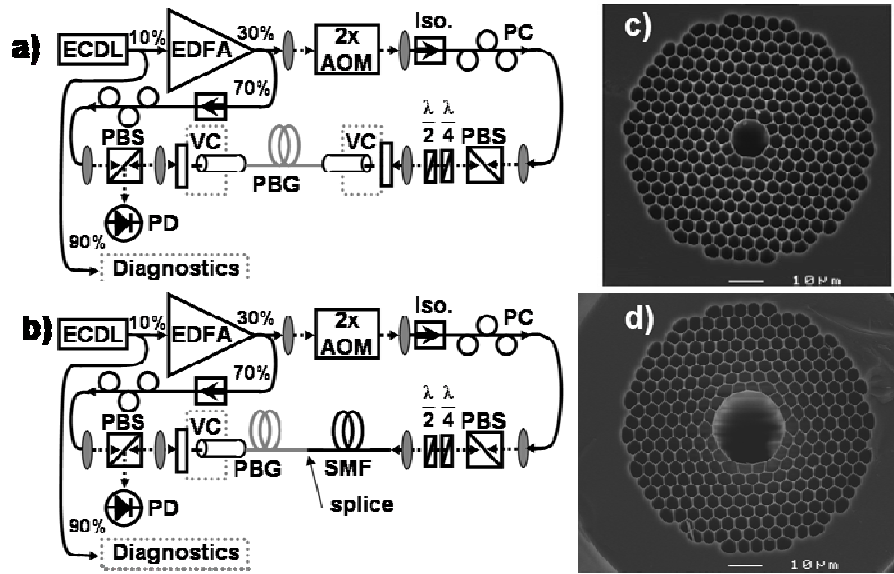 a)
ECDL
10%
EDFA
30%
2x
AOM
Iso.
PC
70%
PBS
VC
PBG
VC
λ
2
λ
4
PBS
PD
90%
Diagnostics
b)
ECDL
10%
EDFA
30%
2x
AOM
Iso.
PC
70%
PBS
VC
PBG
SMF
splice
λ
2
λ
4
PBS
PD
90%
Diagnostics
c)
10μm
d)
10μm